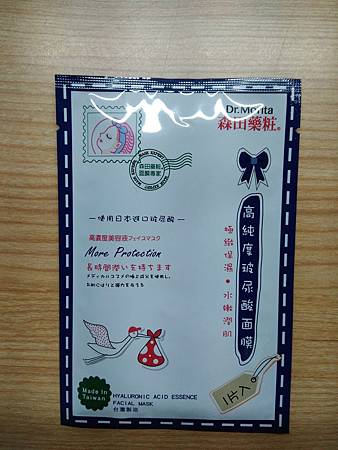 Dr.Morita
森田藥粧®
森田藥粧
面膜專家
高純度玻尿酸面膜
極緻保濕•水嫩潤肌
—使用日本進口玻尿酸—
高濃度美容液フェイスマスク
More Protection
長時間潤いを持ちます
1片入。
Made In
Taiwan
HYALURONIC ACID ESSENCE
FACIAL MASK
台灣製造